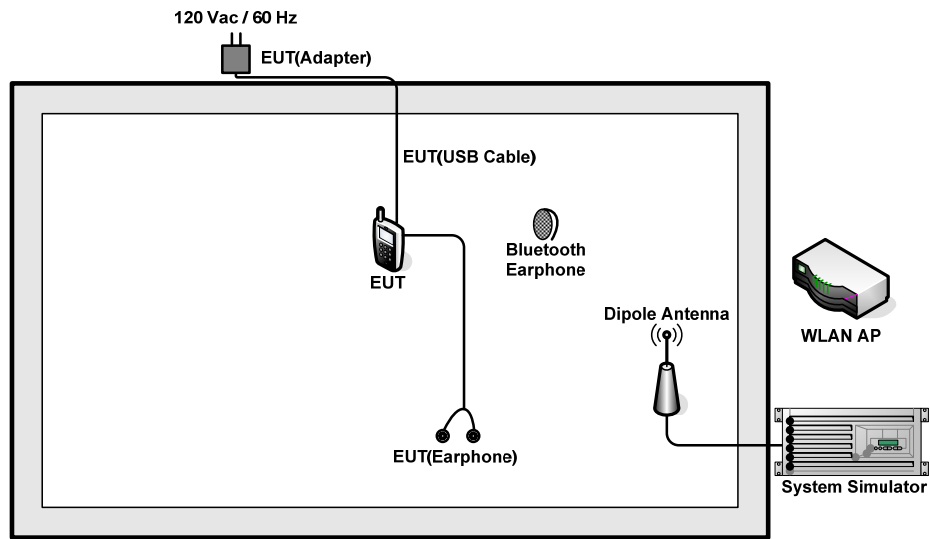 120 Vac / 60 Hz
EUT(Adapter)
EUT(USB Cable)
EUT
Bluetooth
Earphone
Dipole Antenna
WLAN AP
EUT(Earphone)
System Simulator